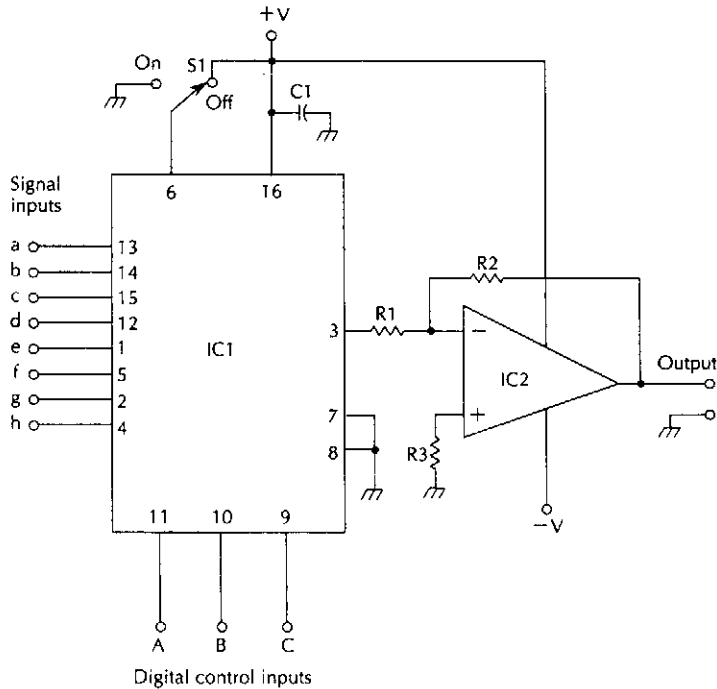 +V
On
S1
Off
C1
6
16
Signal
inputs
a
13
b
14
c
15
d
12
e
1
f
5
g
2
h
4
IC1
3
R1
R2
−
IC2
+
R3
Output
7
8
−V
11
10
9
A
B
C
Digital control inputs